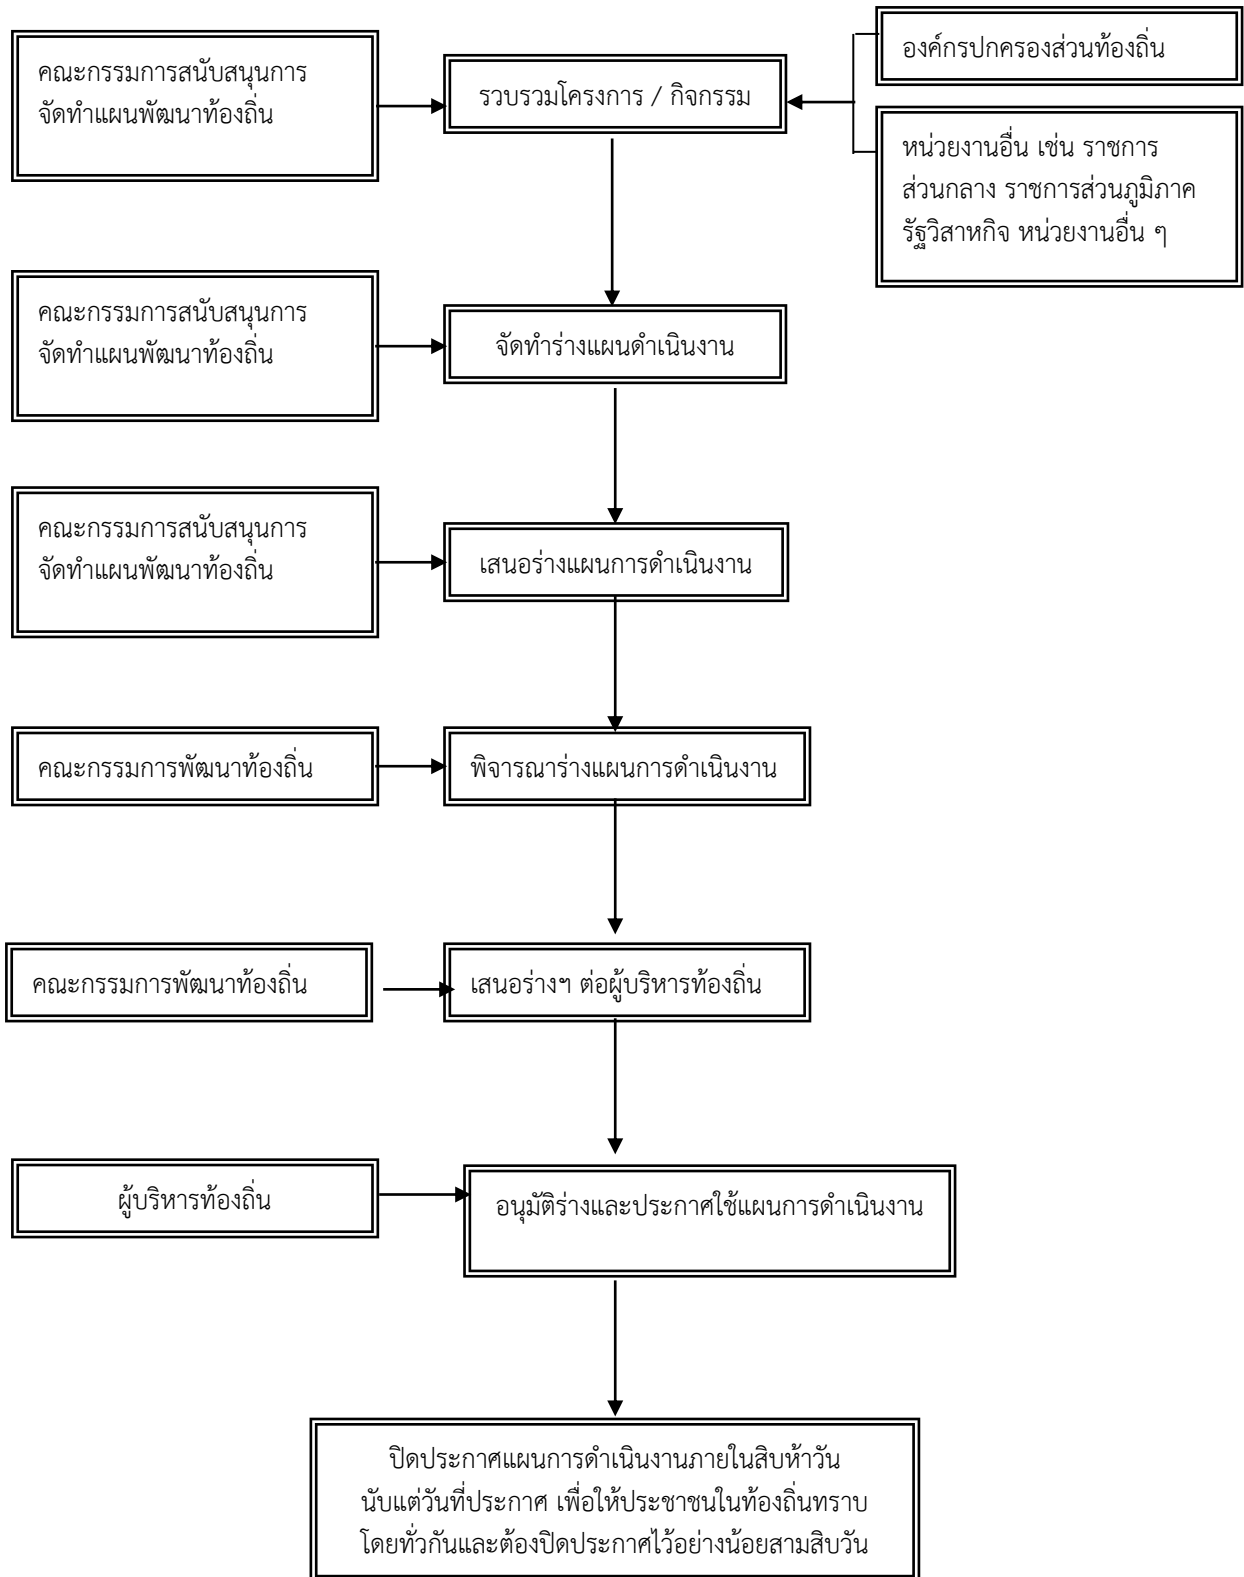 คณะกรรมการสนับสนุนการ
จัดทำแผนพัฒนาท้องถิ่น
รวบรวมโครงการ / กิจกรรม
องค์กรปกครองส่วนท้องถิ่น
หน่วยงานอื่น เช่น ราชการ
ส่วนกลาง ราชการส่วนภูมิภาค
รัฐวิสาหกิจ หน่วยงานอื่น ๆ
คณะกรรมการสนับสนุนการ
จัดทำแผนพัฒนาท้องถิ่น
จัดทำร่างแผนดำเนินงาน
คณะกรรมการสนับสนุนการ
จัดทำแผนพัฒนาท้องถิ่น
เสนอร่างแผนการดำเนินงาน
คณะกรรมการพัฒนาท้องถิ่น
พิจารณาร่างแผนการดำเนินงาน
คณะกรรมการพัฒนาท้องถิ่น
เสนอร่างฯ ต่อผู้บริหารท้องถิ่น
ผู้บริหารท้องถิ่น
อนุมัติร่างและประกาศใช้แผนการดำเนินงาน
ปิดประกาศแผนการดำเนินงานภายในสิบห้าวัน
นับแต่วันที่ประกาศ เพื่อให้ประชาชนในท้องถิ่นทราบ
โดยทั่วกันและต้องปิดประกาศไว้อย่างน้อยสามสิบวัน